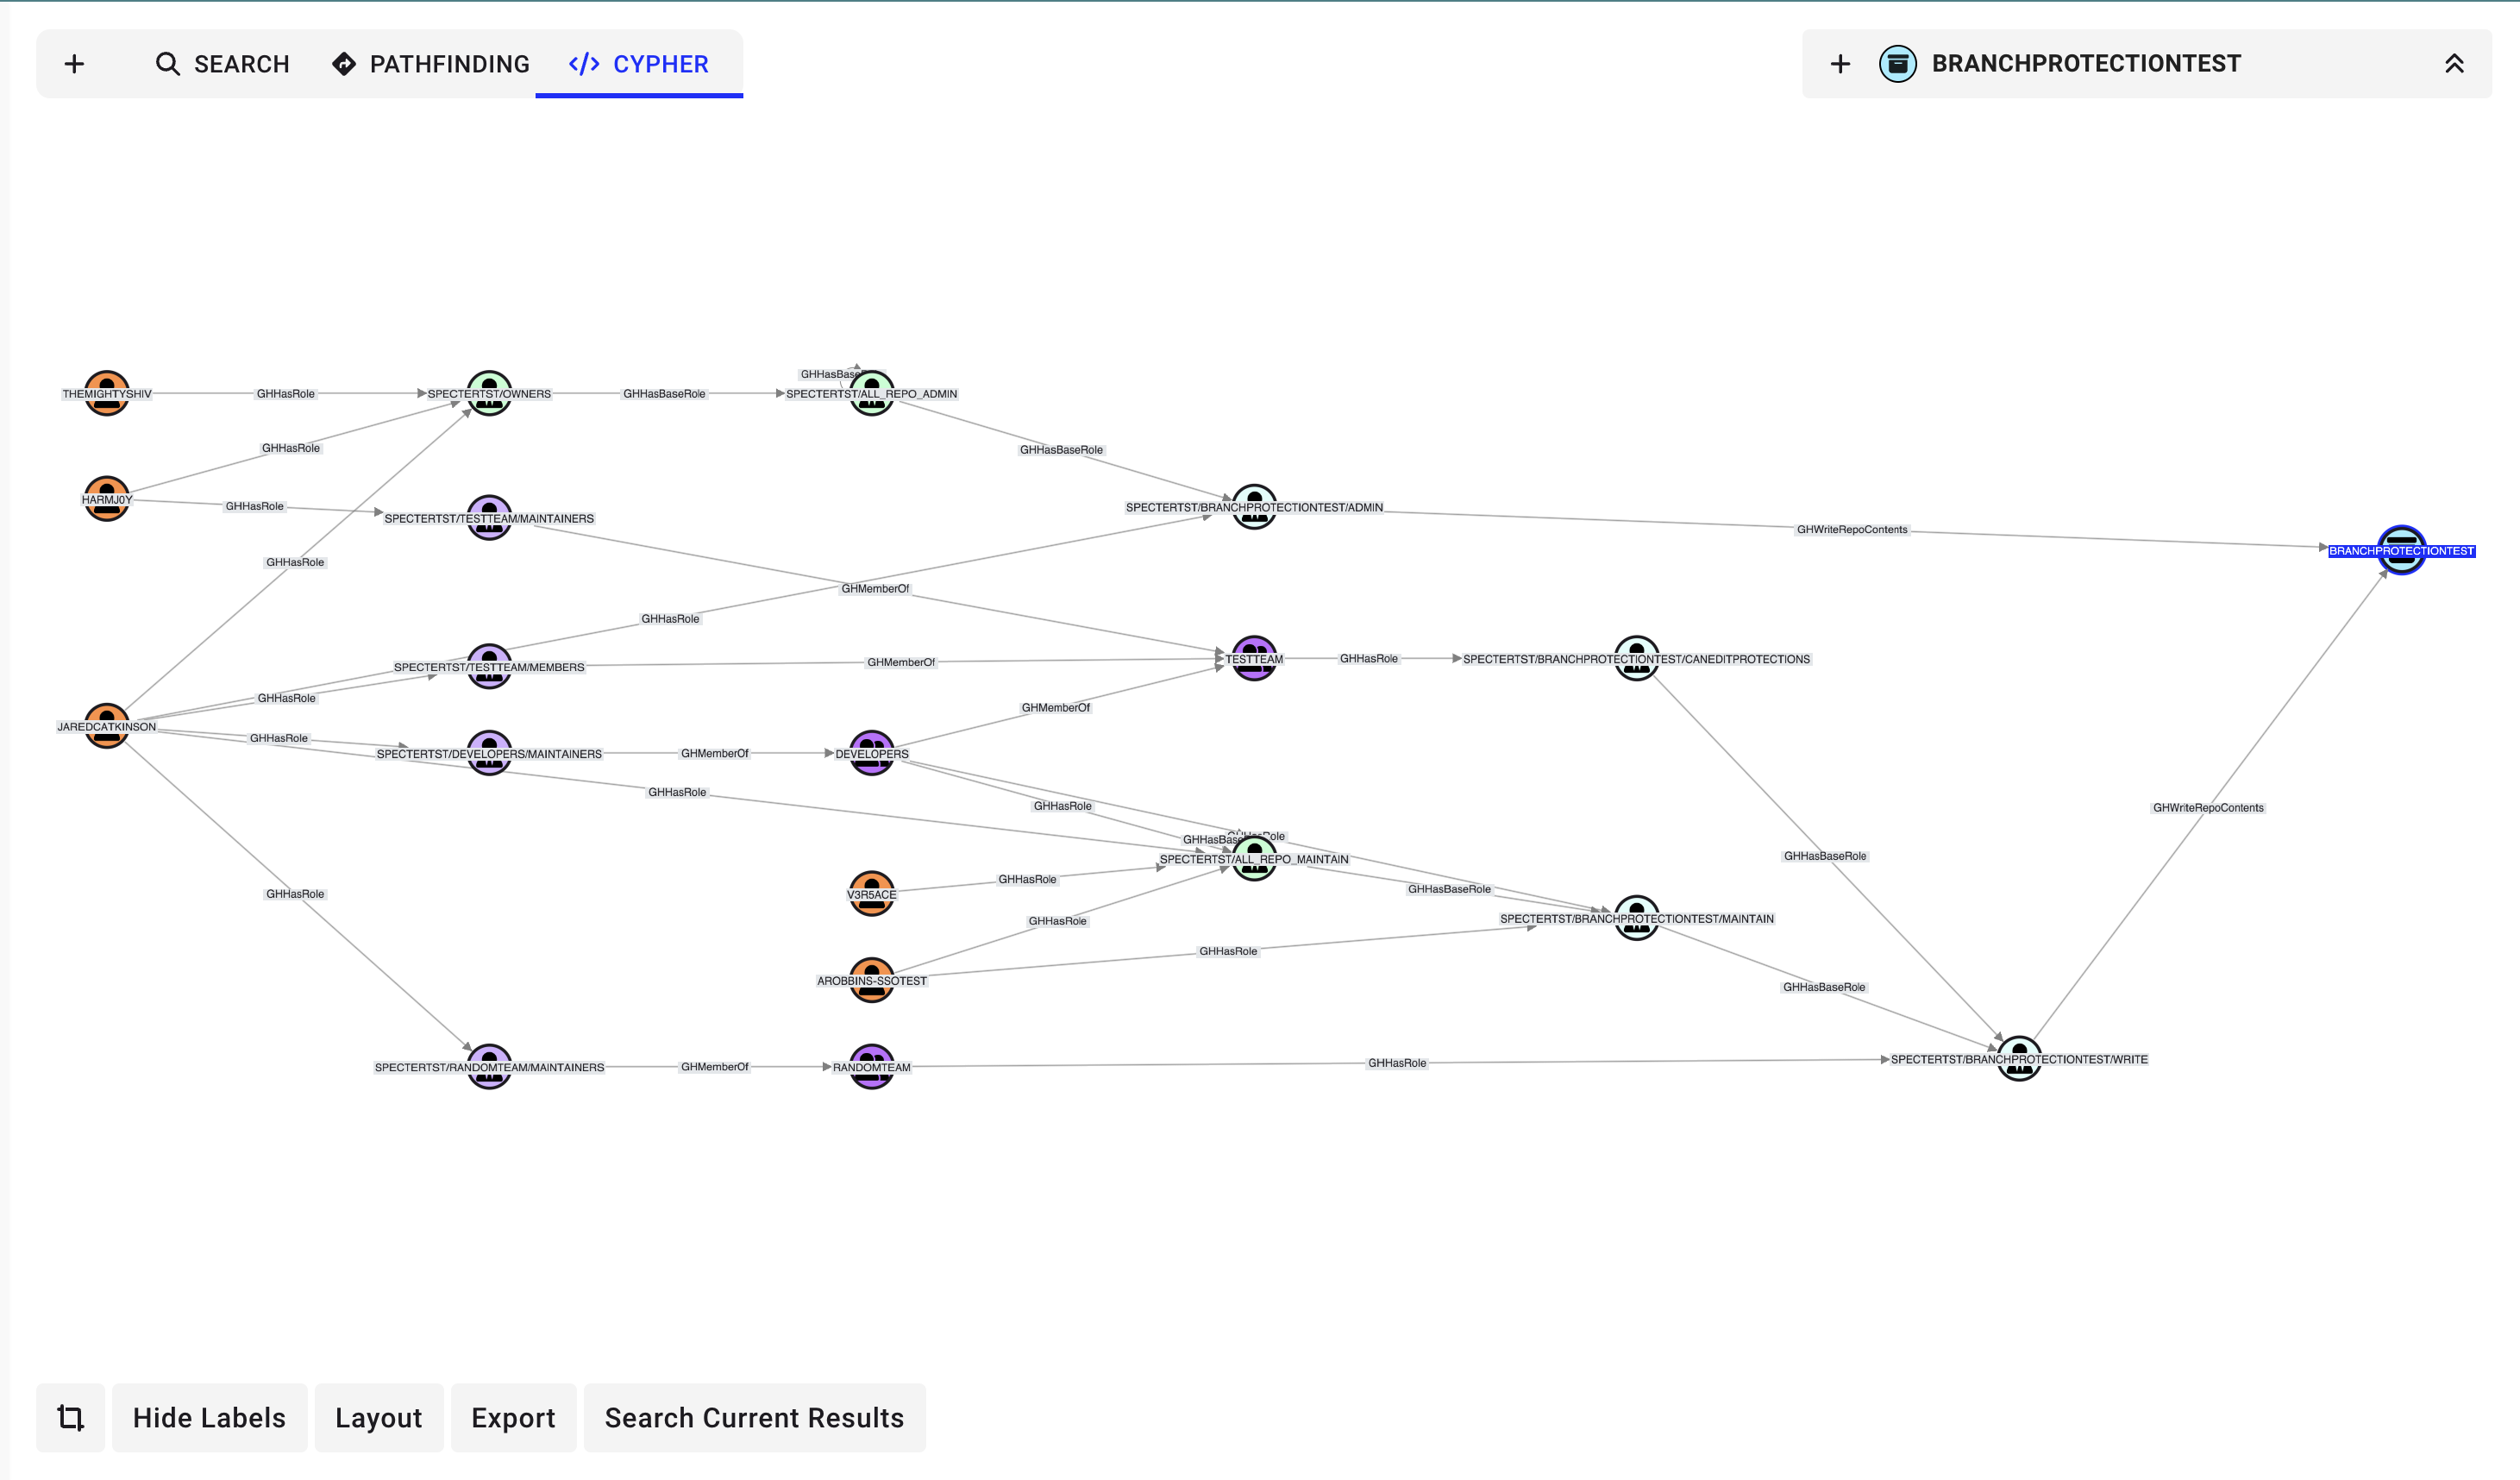 SEARCH
PATHFINDING
CYPHER
BRANCHPROTECTIONTEST
GHHasBase
THEMIGHTYSHIV
GHHasRole
SPECTERTST/OWNERS
GHHasBaseRole
SPECTERTST/ALL_REPO_ADMIN
GHHasRole
GHHasBaseRole
HARMJ0Y
GHHasRole
SPECTERTST/TESTTEAM/MAINTAINERS
SPECTERTST/BRANCHPROTECTIONTEST/ADMIN
GHWriteRepoContents
BRANCHPROTECTIONTEST
GHHasRole
GHMemberOf
GHHasRole
SPECTERTST/TESTTEAM/MEMBERS
GHMemberOf
TESTTEAM
GHHasRole
SPECTERTST/BRANCHPROTECTIONTEST/CANEDITPROTECTIONS
GHHasRole
GHMemberOf
JAREDCATKINSON
GHHasRole
SPECTERTST/DEVELOPERS/MAINTAINERS
GHMemberOf
DEVELOPERS
GHHasRole
GHHasRole
GHWriteRepoContents
GHHasBase
GHHasRole
SPECTERTST/ALL_REPO_MAINTAIN
GHHasBaseRole
V3R5ACE
GHHasRole
GHHasBaseRole
GHHasRole
GHHasRole
SPECTERTST/BRANCHPROTECTIONTEST/MAINTAIN
GHHasRole
AROBBINS-SSOTEST
GHHasBaseRole
SPECTERTST/RANDOMTEAM/MAINTAINERS
GHMemberOf
RANDOMTEAM
GHHasRole
SPECTERTST/BRANCHPROTECTIONTEST/WRITE
Hide Labels
Layout
Export
Search Current Results